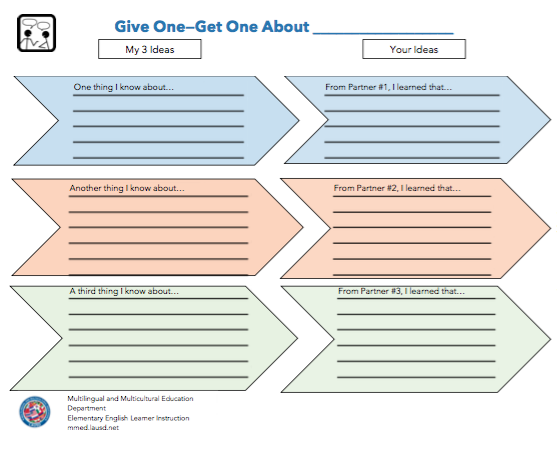 Give One–Get One About _______________
My 3 Ideas
Your Ideas
One thing I know about…
From Partner #1, I learned that…
Another thing I know about…
From Partner #2, I learned that…
A third thing I know about…
From Partner #3, I learned that…
Multilingual and Multicultural Education
Department
Elementary English Learner Instruction
mmed.lausd.net